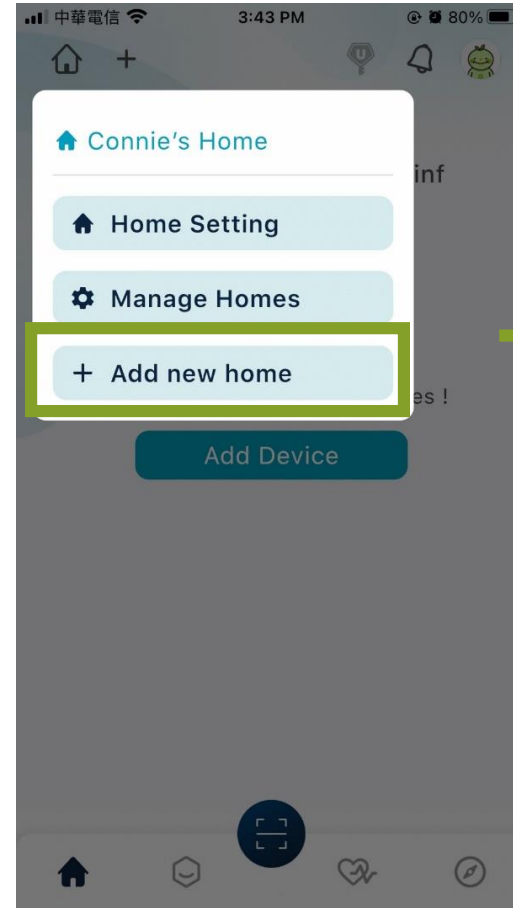 中華電信 3:43 PM 80%
Connie's Home
inf
Home Setting
Manage Homes
+ Add new home
es !
Add Device